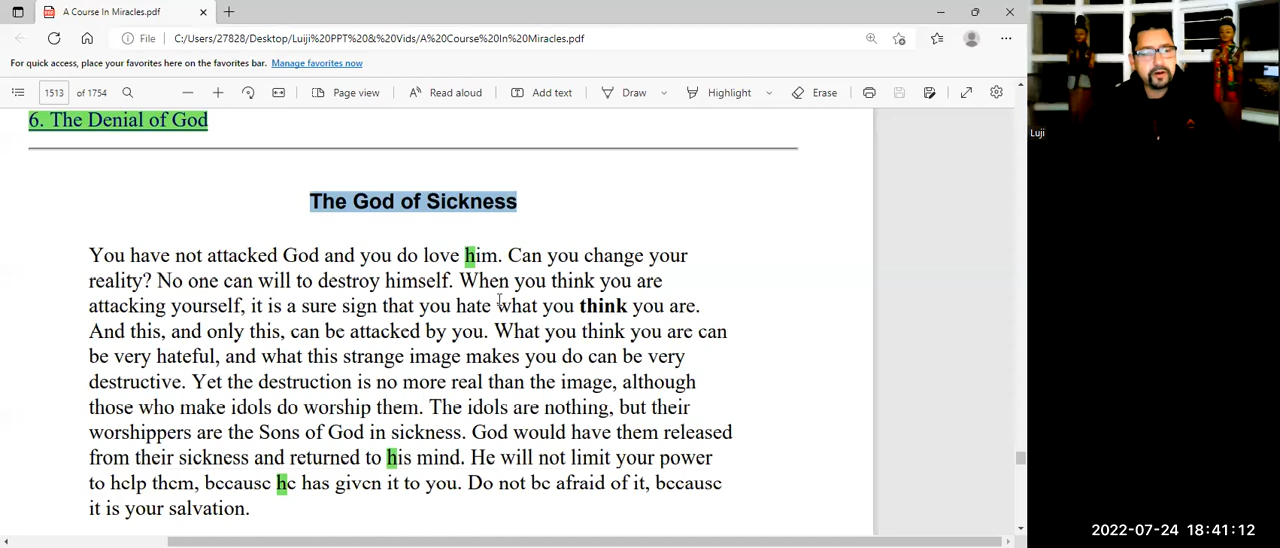 A Course In Miracles.pdf
File C:/Users/27828/Desktop/Luiji%20PPT%20&%20Vids/A%20Course%20In%20Miracles.pdf
For quick access, place your favorites here on the favorites bar. Manage favorites now
1513 of 1754 Page view Read aloud Add text Draw Highlight Erase
Luji
6. The Denial of God
The God of Sickness
You have not attacked God and you do love him. Can you change your
reality? No one can will to destroy himself. When you think you are
attacking yourself, it is a sure sign that you hate what you think you are.
And this, and only this, can be attacked by you. What you think you are can
be very hateful, and what this strange image makes you do can be very
destructive. Yet the destruction is no more real than the image, although
those who make idols do worship them. The idols are nothing, but their
worshippers are the Sons of God in sickness. God would have them released
from their sickness and returned to his mind. He will not limit your power
to help them, because he has given it to you. Do not be afraid of it, because
it is your salvation.
2022-07-24 18:41:12